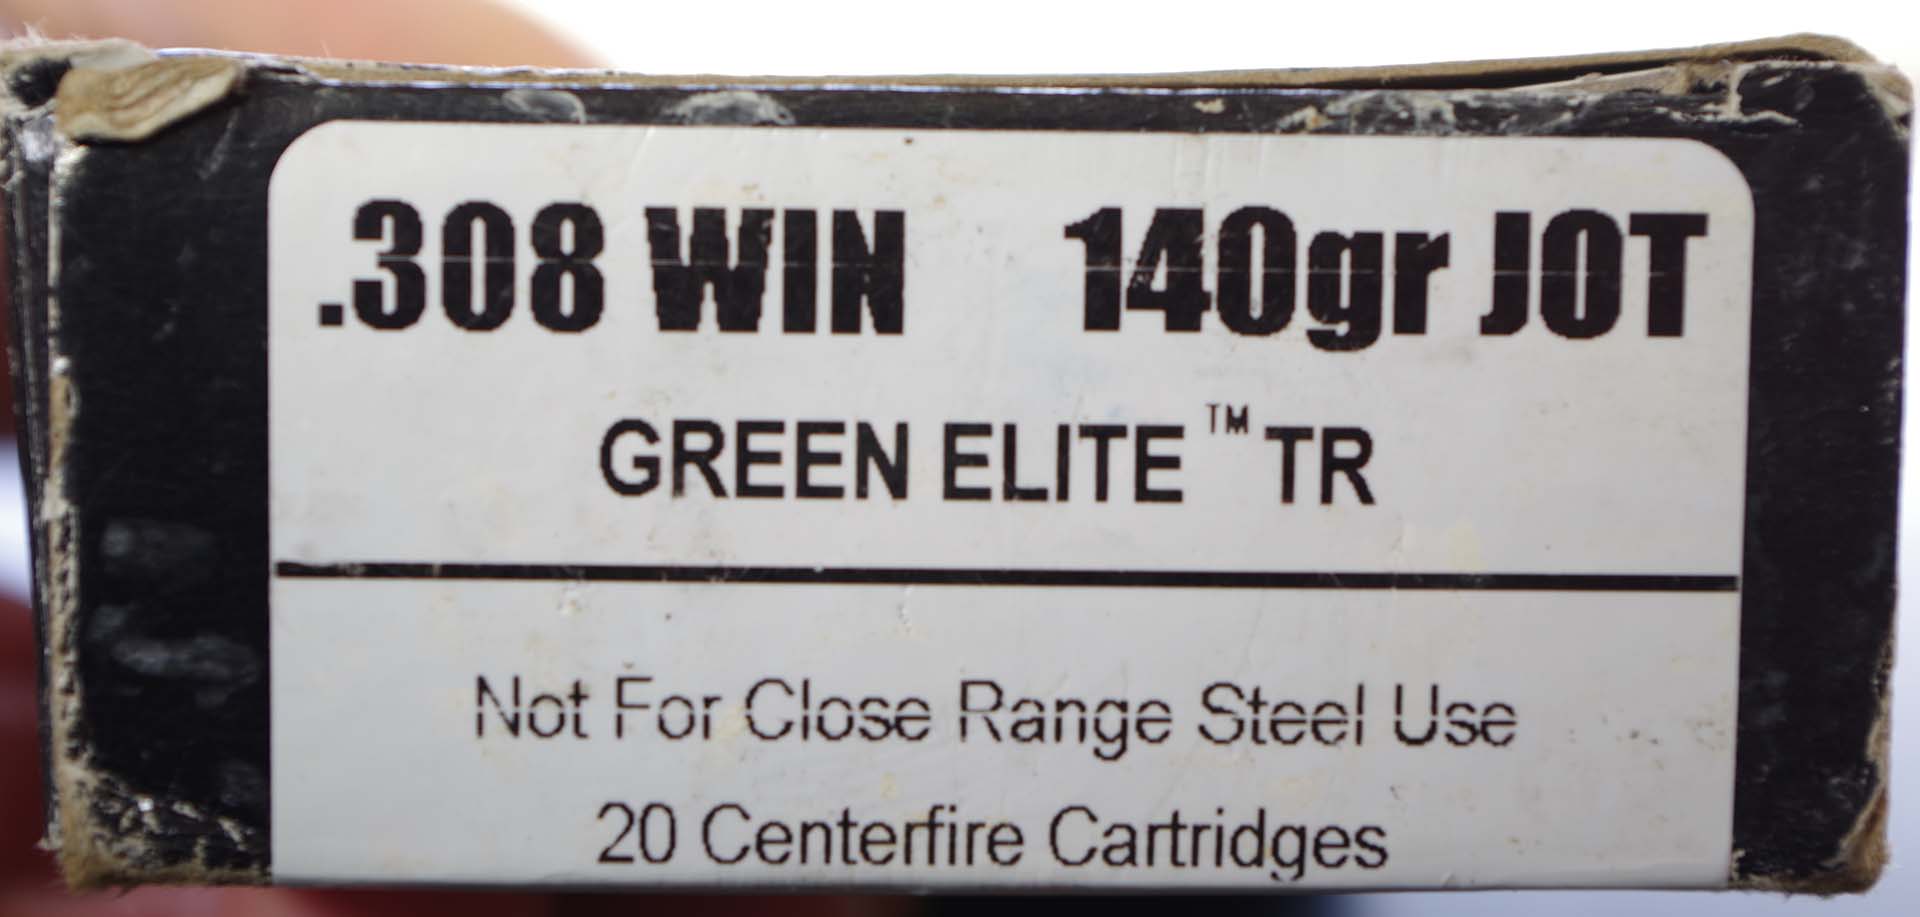 .308 WIN 140gr JOT
GREEN ELITE™ TR
Not For Close Range Steel Use
20 Centerfire Cartridges